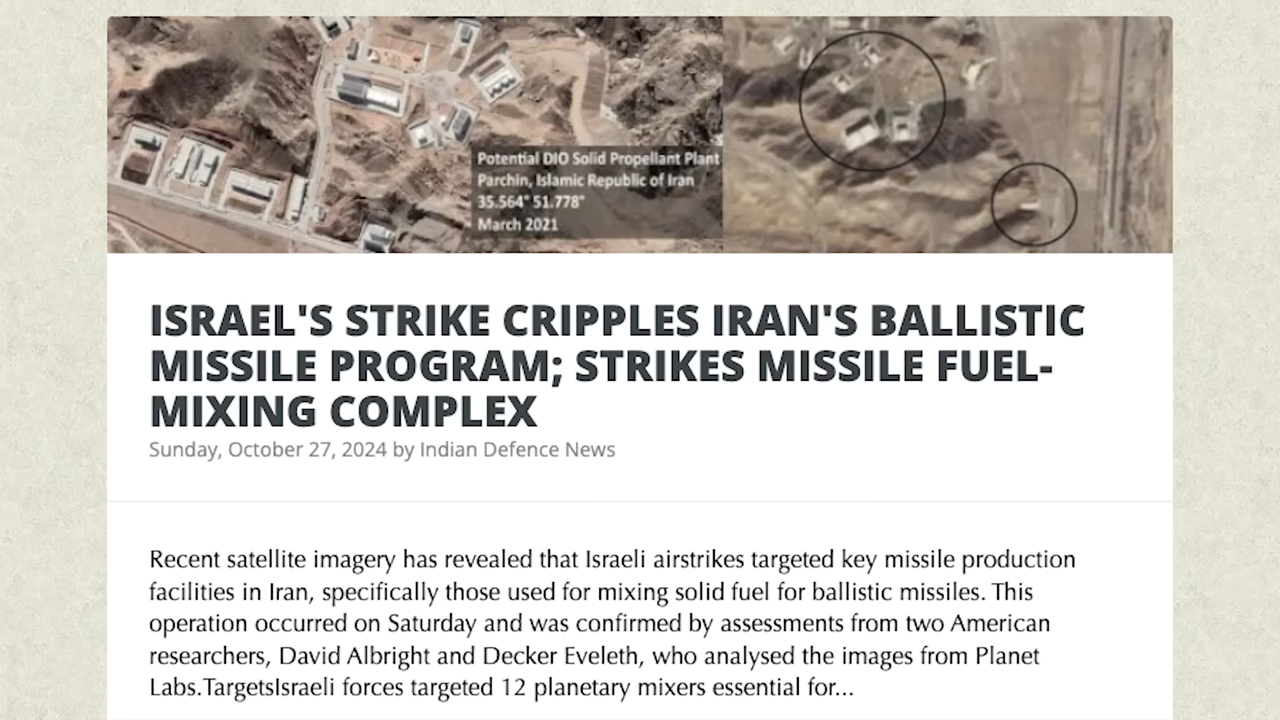 Potential DIO Solid Propellant Plant
Parchin, Islamic Republic of Iran
35.564° 51.778°
March 2021
ISRAEL'S STRIKE CRIPPLES IRAN'S BALLISTIC
MISSILE PROGRAM; STRIKES MISSILE FUEL-
MIXING COMPLEX
Sunday, October 27, 2024 by Indian Defence News
Recent satellite imagery has revealed that Israeli airstrikes targeted key missile production
facilities in Iran, specifically those used for mixing solid fuel for ballistic missiles. This
operation occurred on Saturday and was confirmed by assessments from two American
researchers, David Albright and Decker Eveleth, who analysed the images from Planet
Labs.TargetsIsraeli forces targeted 12 planetary mixers essential for...